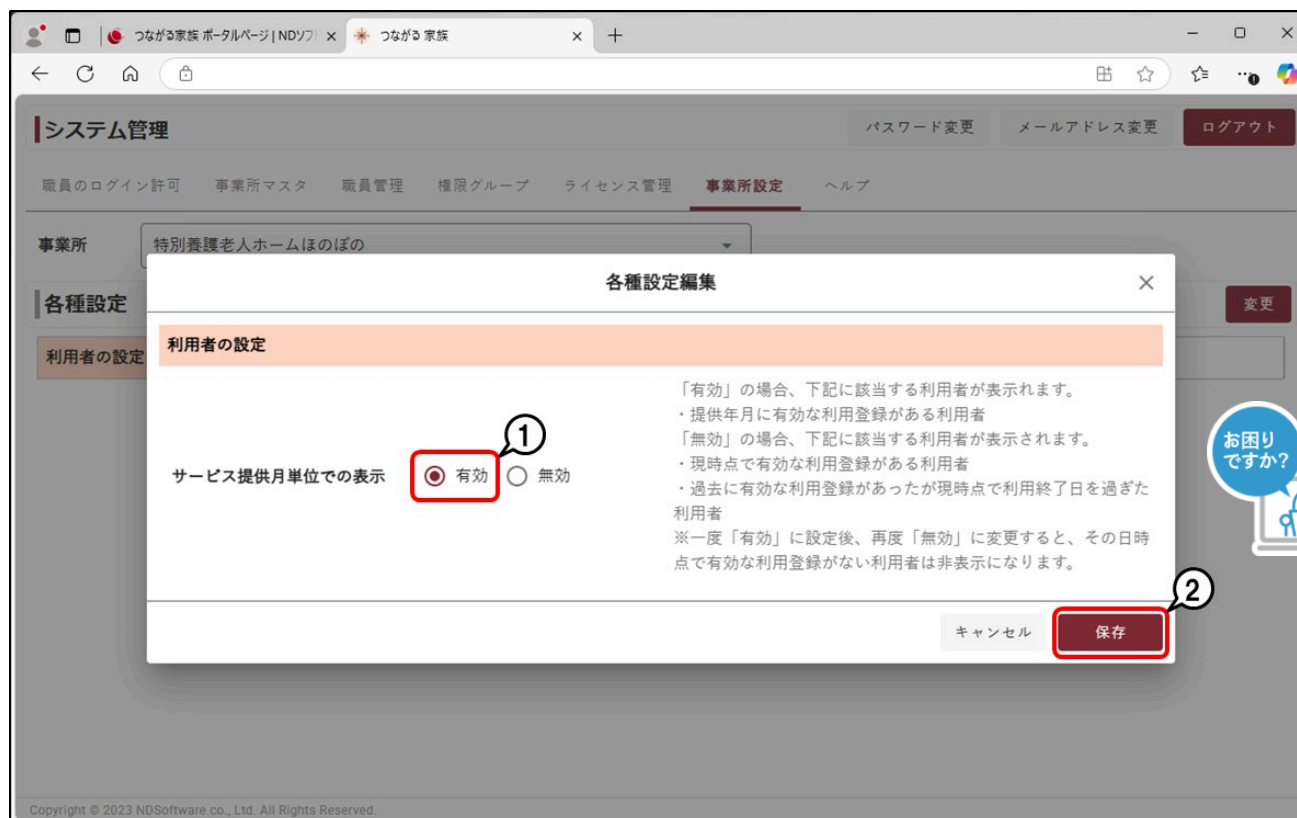 つながる家族 ポータルページ | NDソフ
つながる 家族
システム管理
パスワード変更
メールアドレス変更
ログアウト
職員のログイン許可
事業所マスタ
職員管理
権限グループ
ライセンス管理
事業所設定
ヘルプ
事業所
特別養護老人ホームほのぼの
各種設定
変更
利用者の設定
各種設定編集
利用者の設定
サービス提供月単位での表示
①
有効
無効
「有効」の場合、下記に該当する利用者が表示れます。
・提供年月に有効な利用登録がある利用者
「無効」の場合、下記に該当する利用者が表示されます。
・現時点で有効な利用登録がある利用者
・過去に有効な利用登録があったが現時点で利用終了日を過ぎた
利用者
※一度「有効」に設定後、再度「無効」に変更すると、その日時
点で有効な利用登録がない利用者は非表示になります。
②
キャンセル
保存
お困り
ですか?
Copyright © 2023 NDSoftware co., Ltd. All Rights Reserved.